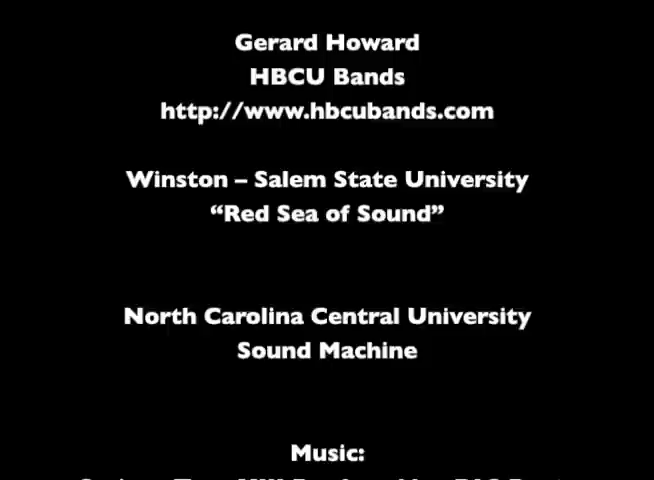 Gerard Howard
HBCU Bands
http://www.hbcubands.com
Winston – Salem State University
“Red Sea of Sound”
North Carolina Central University
Sound Machine
Music: